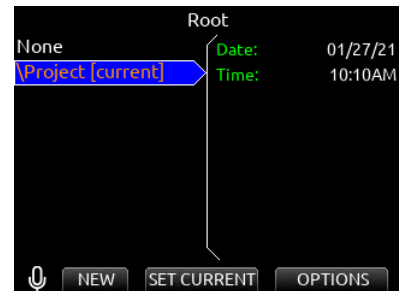 Root
None
\Project [current]
Date: 01/27/21
Time: 10:10AM
NEW SET CURRENT OPTIONS